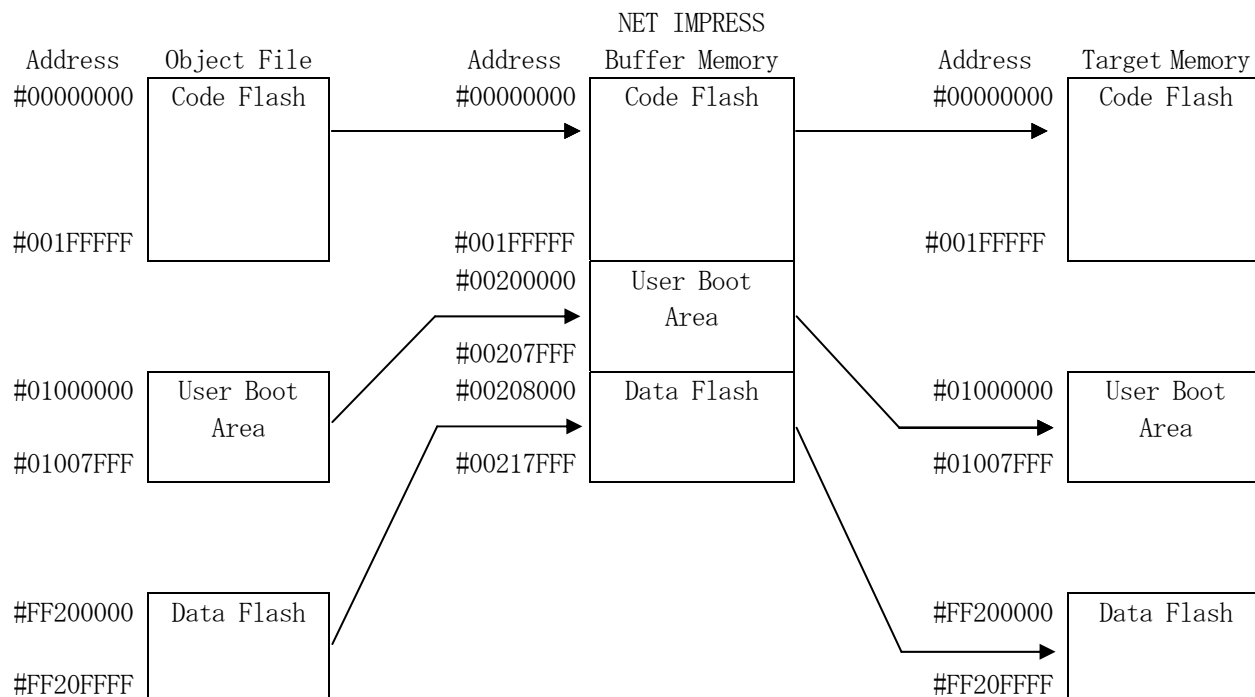 NET IMPRESS
Address Object File Address Buffer Memory Address Target Memory
#00000000 Code Flash #00000000 Code Flash #00000000 Code Flash
#001FFFFF #001FFFFF #001FFFFF
#00200000 User Boot
Area
#00207FFF
#01000000 User Boot #00208000 Data Flash #01000000 User Boot
Area Area
#01007FFF #00217FFF #01007FFF
#FF200000 Data Flash #FF200000 Data Flash
#FF20FFFF #FF20FFFF